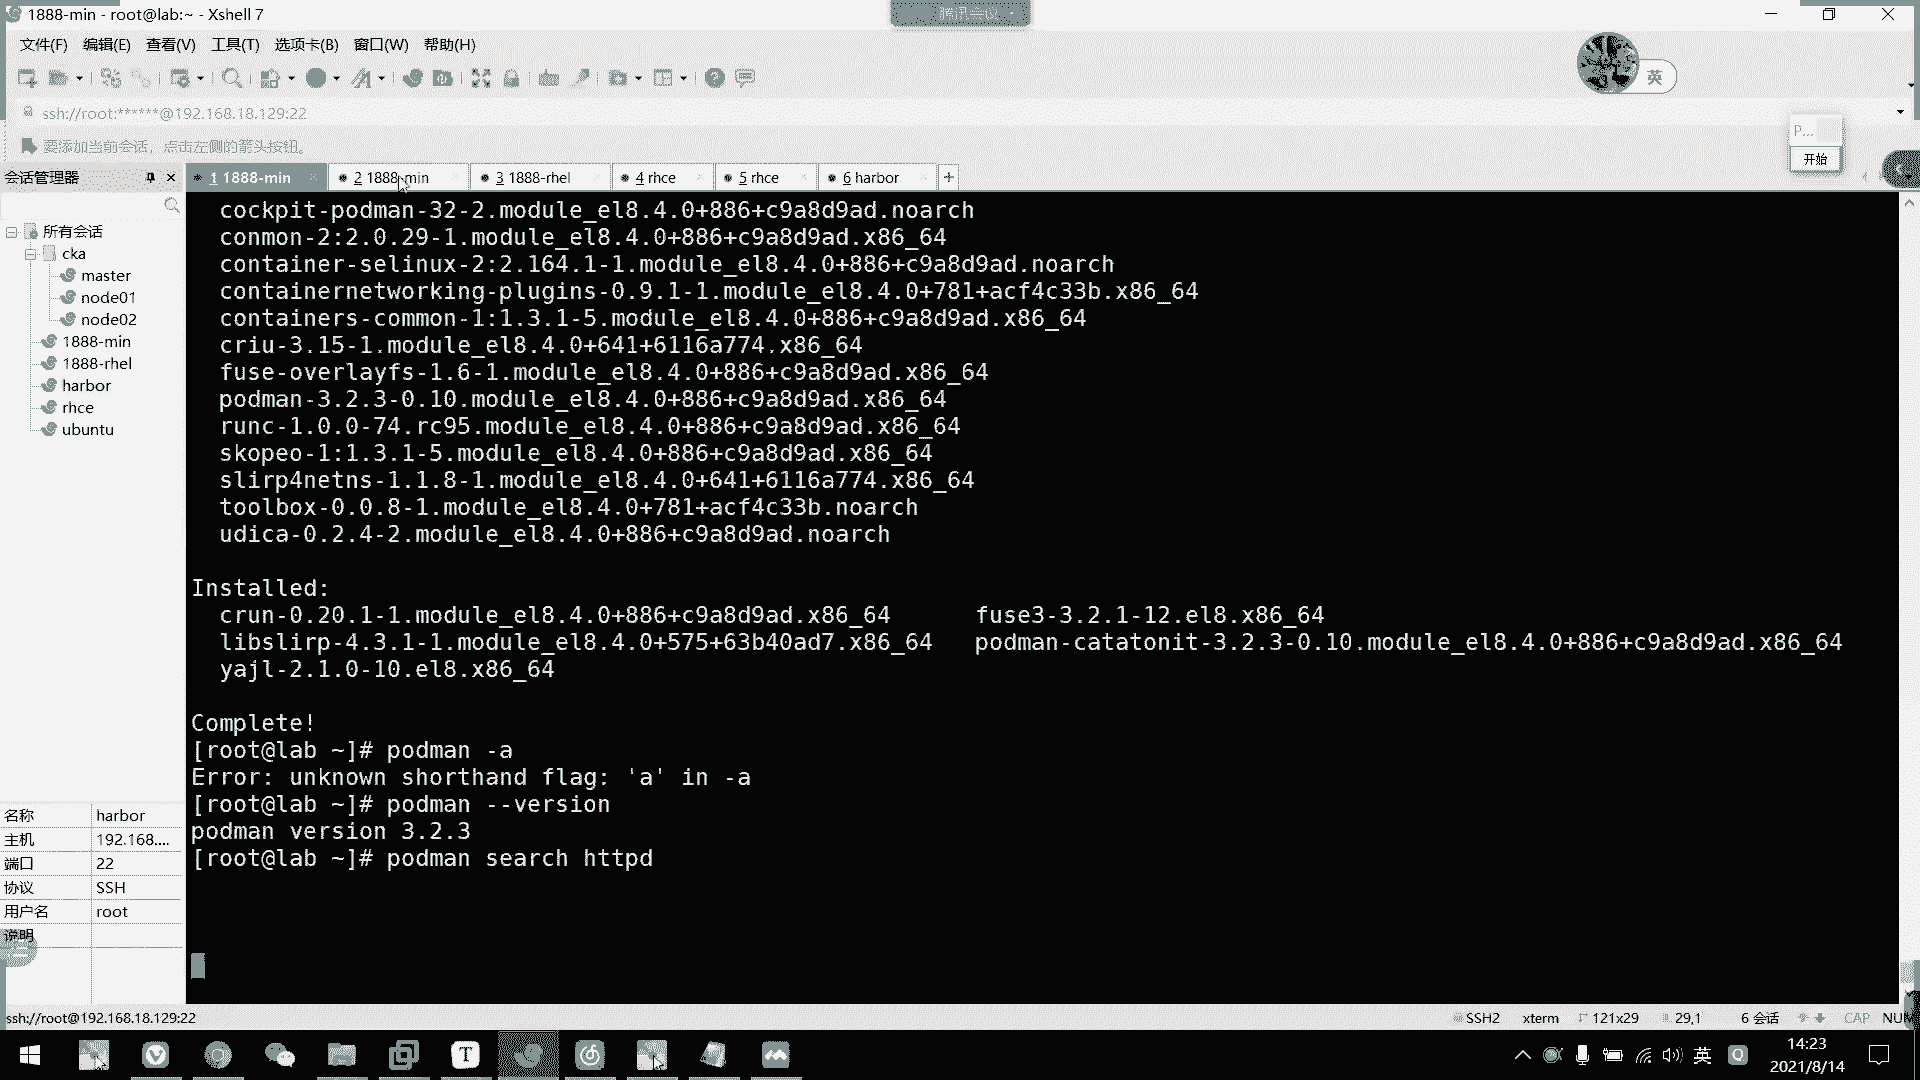 1888-min - root@lab:~ - Xshell 7
腾讯会议
文件(F) 编辑(E) 查看(V) 工具(T) 选项卡(B) 窗口(W) 帮助(H)
英
ssh://root:******@192.168.18.129:22
要添加当前会话，点击左侧的箭头按钮。
P...
开始
会话管理器
1 1888-min
2 1888-min
3 1888-rhel
4 rhce
5 rhce
6 harbor
所有会话
cka
master
node01
node02
1888-min
1888-rhel
harbor
rhce
ubuntu
名称 harbor
主机 192.168....
端口 22
协议 SSH
用户名 root
说明
cockpit-podman-32-2.module_el8.4.0+886+c9a8d9ad.noarch
conmon-2:2.0.29-1.module_el8.4.0+886+c9a8d9ad.x86_64
container-selinux-2:2.164.1-1.module_el8.4.0+886+c9a8d9ad.noarch
containernetworking-plugins-0.9.1-1.module_el8.4.0+781+acf4c33b.x86_64
containers-common-1:1.3.1-5.module_el8.4.0+886+c9a8d9ad.x86_64
criu-3.15-1.module_el8.4.0+641+6116a774.x86_64
fuse-overlayfs-1.6-1.module_el8.4.0+886+c9a8d9ad.x86_64
podman-3.2.3-0.10.module_el8.4.0+886+c9a8d9ad.x86_64
runc-1.0.0-74.rc95.module_el8.4.0+886+c9a8d9ad.x86_64
skopeo-1:1.3.1-5.module_el8.4.0+886+c9a8d9ad.x86_64
slirp4netns-1.1.8-1.module_el8.4.0+641+6116a774.x86_64
toolbox-0.0.8-1.module_el8.4.0+781+acf4c33b.noarch
udica-0.2.4-2.module_el8.4.0+886+c9a8d9ad.noarch
Installed:
crun-0.20.1-1.module_el8.4.0+886+c9a8d9ad.x86_64 fuse3-3.2.1-12.el8.x86_64
libslirp-4.3.1-1.module_el8.4.0+575+63b40ad7.x86_64 podman-catatonit-3.2.3-0.10.module_el8.4.0+886+c9a8d9ad.x86_64
yajl-2.1.0-10.el8.x86_64
Complete!
[root@lab ~]# podman -a
Error: unknown shorthand flag: 'a' in -a
[root@lab ~]# podman --version
podman version 3.2.3
[root@lab ~]# podman search httpd
ssh://root@192.168.18.129:22
SSH2 xterm 121x29 29,1 6 会话 CAP NUM
英
14:23
2021/8/14